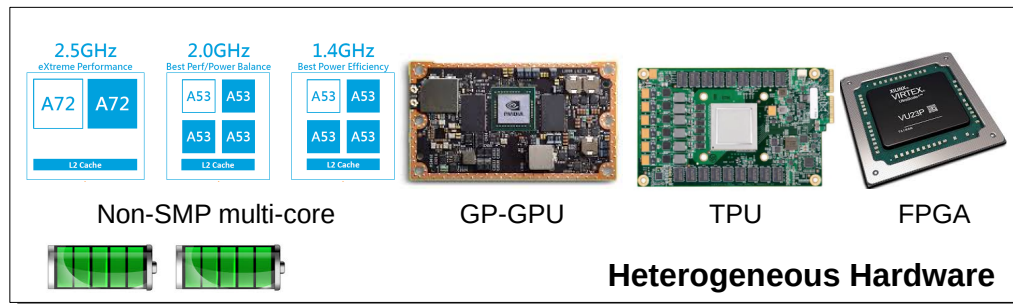 2.5GHz
eXtreme Performance
A72 A72
L2 Cache
2.0GHz
Best Perf/Power Balance
A53 A53
A53 A53
L2 Cache
1.4GHz
Best Power Efficiency
A53 A53
A53 A53
L2 Cache
NVIDIA
XILINX
VIRTEX
VU23P
Non-SMP multi-core
GP-GPU
TPU
FPGA
Heterogeneous Hardware